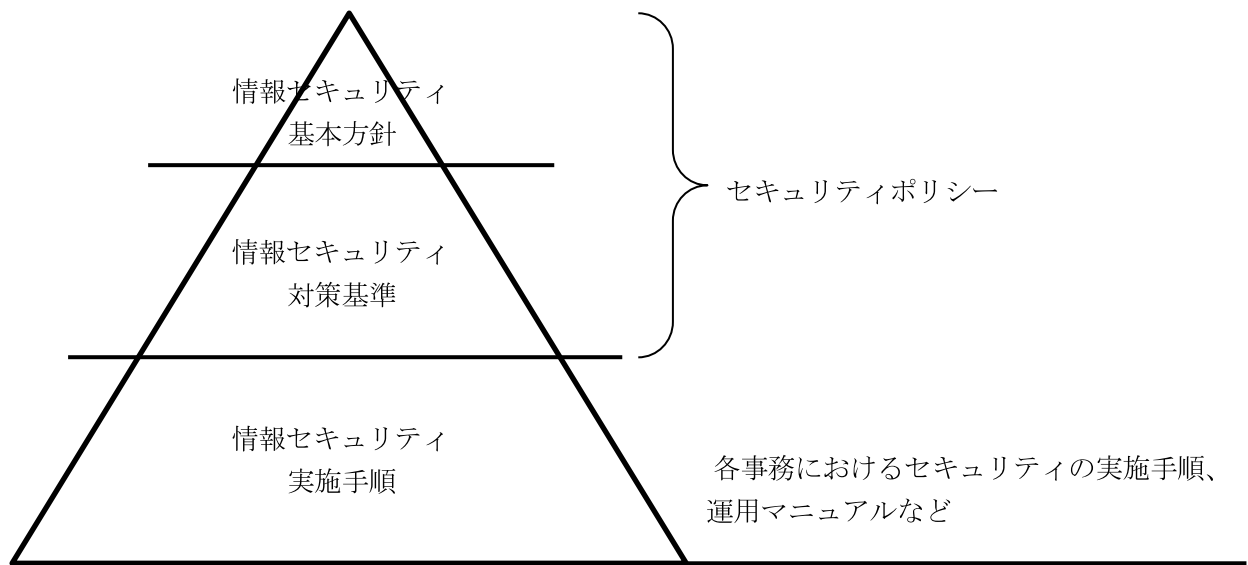 情報セキュリティ
基本方針
セキュリティポリシー
情報セキュリティ
対策基準
情報セキュリティ
実施手順
各事務におけるセキュリティの実施手順、
運用マニュアルなど